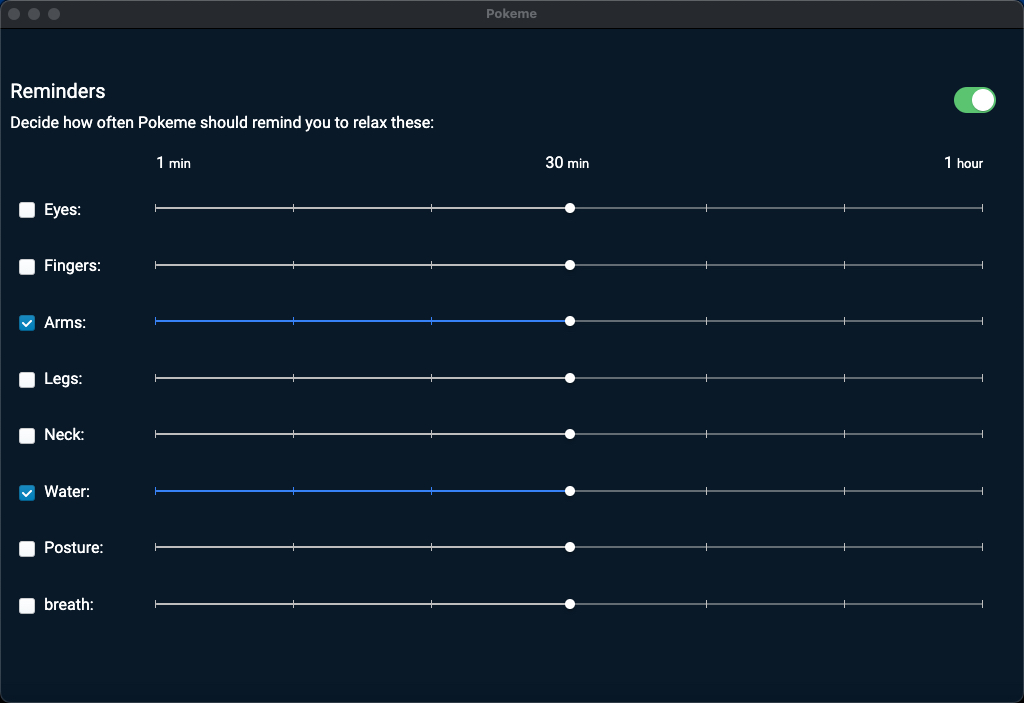 Pokeme
Reminders
Decide how often Pokeme should remind you to relax these:
1 min 30 min 1 hour
Eyes:
Fingers:
Arms:
Legs:
Neck:
Water:
Posture:
breath: